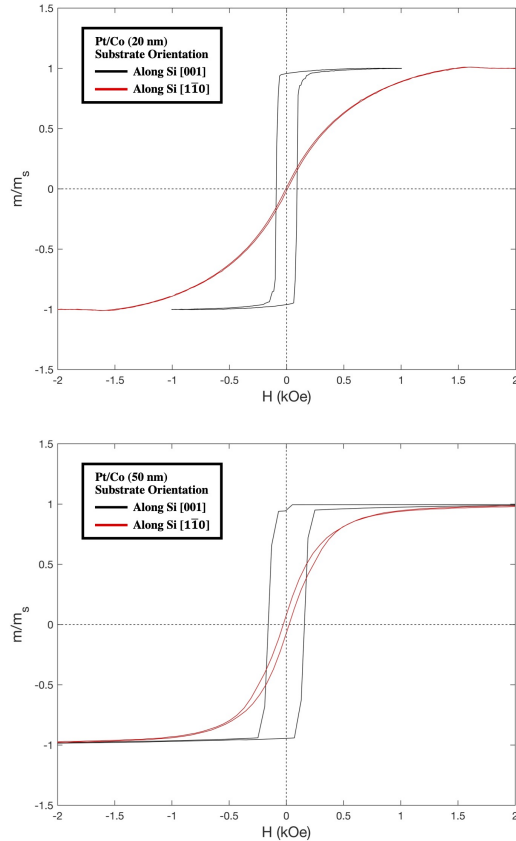 Pt/Co (20 nm)
Substrate Orientation
Along Si [001]
Along Si [11̅0]
m/mₛ
1.5
1
0.5
0
-0.5
-1
-1.5
-2
-1.5
-1
-0.5
0
0.5
1
1.5
2
H (kOe)
Pt/Co (50 nm)
Substrate Orientation
Along Si [001]
Along Si [11̅0]
m/mₛ
1.5
1
0.5
0
-0.5
-1
-1.5
-2
-1.5
-1
-0.5
0
0.5
1
1.5
2
H (kOe)